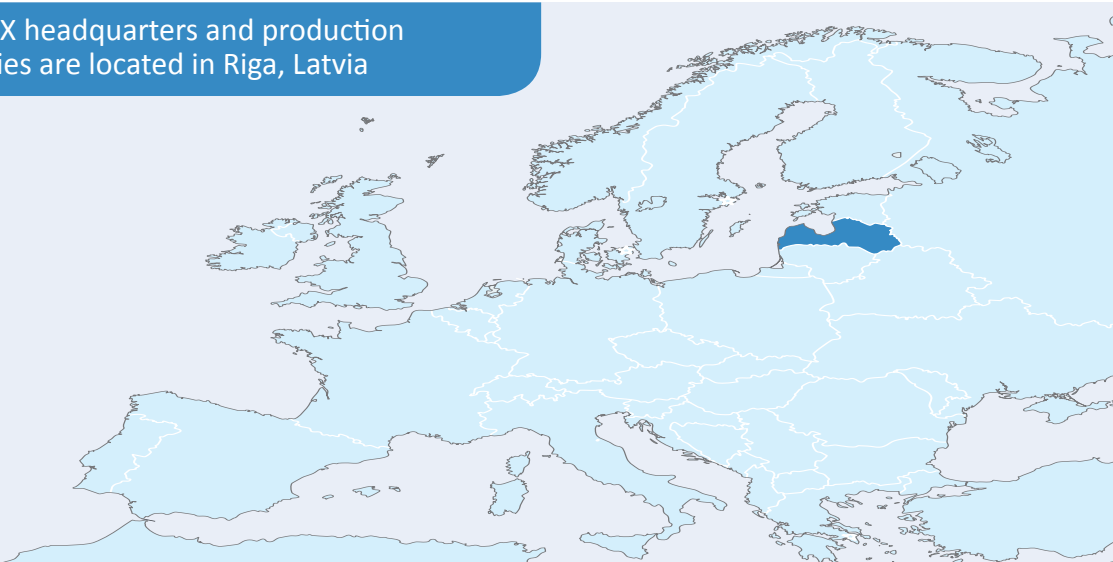 X headquarters and production
ies are located in Riga, Latvia